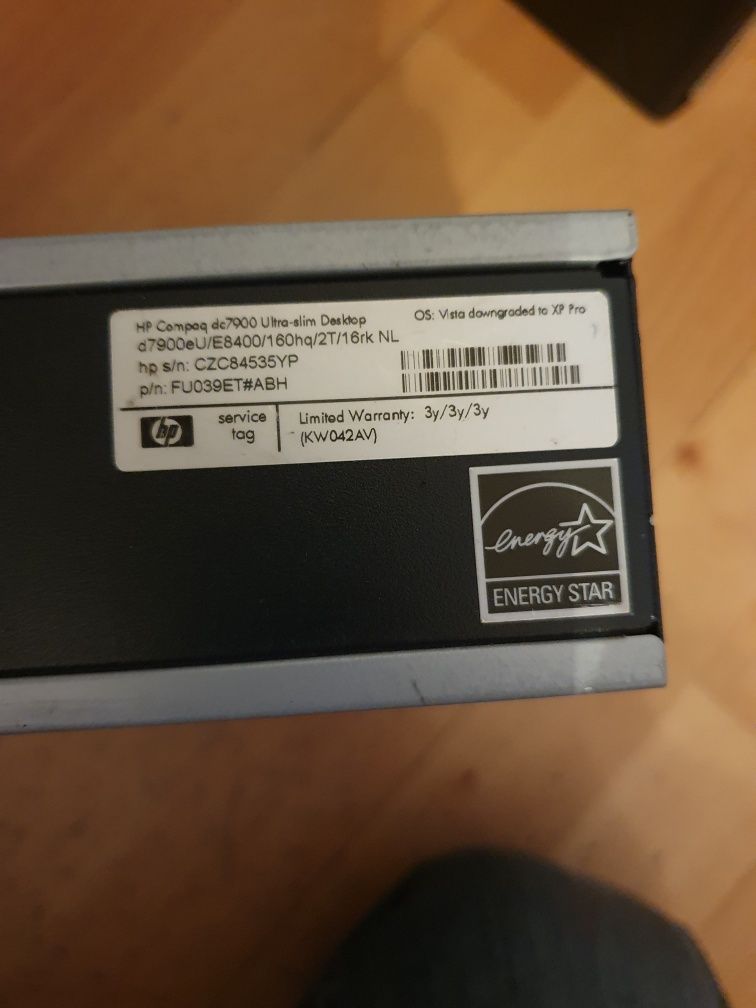 HP Compaq dc7900 Ultra-slim Desktop
OS: Vista downgraded to XP Pro
d7900eU/E8400/160hq/2T/16rk NL
hp s/n: CZC84535YP
p/n: FU039ET#ABH
hp
service
tag
Limited Warranty: 3y/3y/3y
(KW042AV)
energy
ENERGY STAR